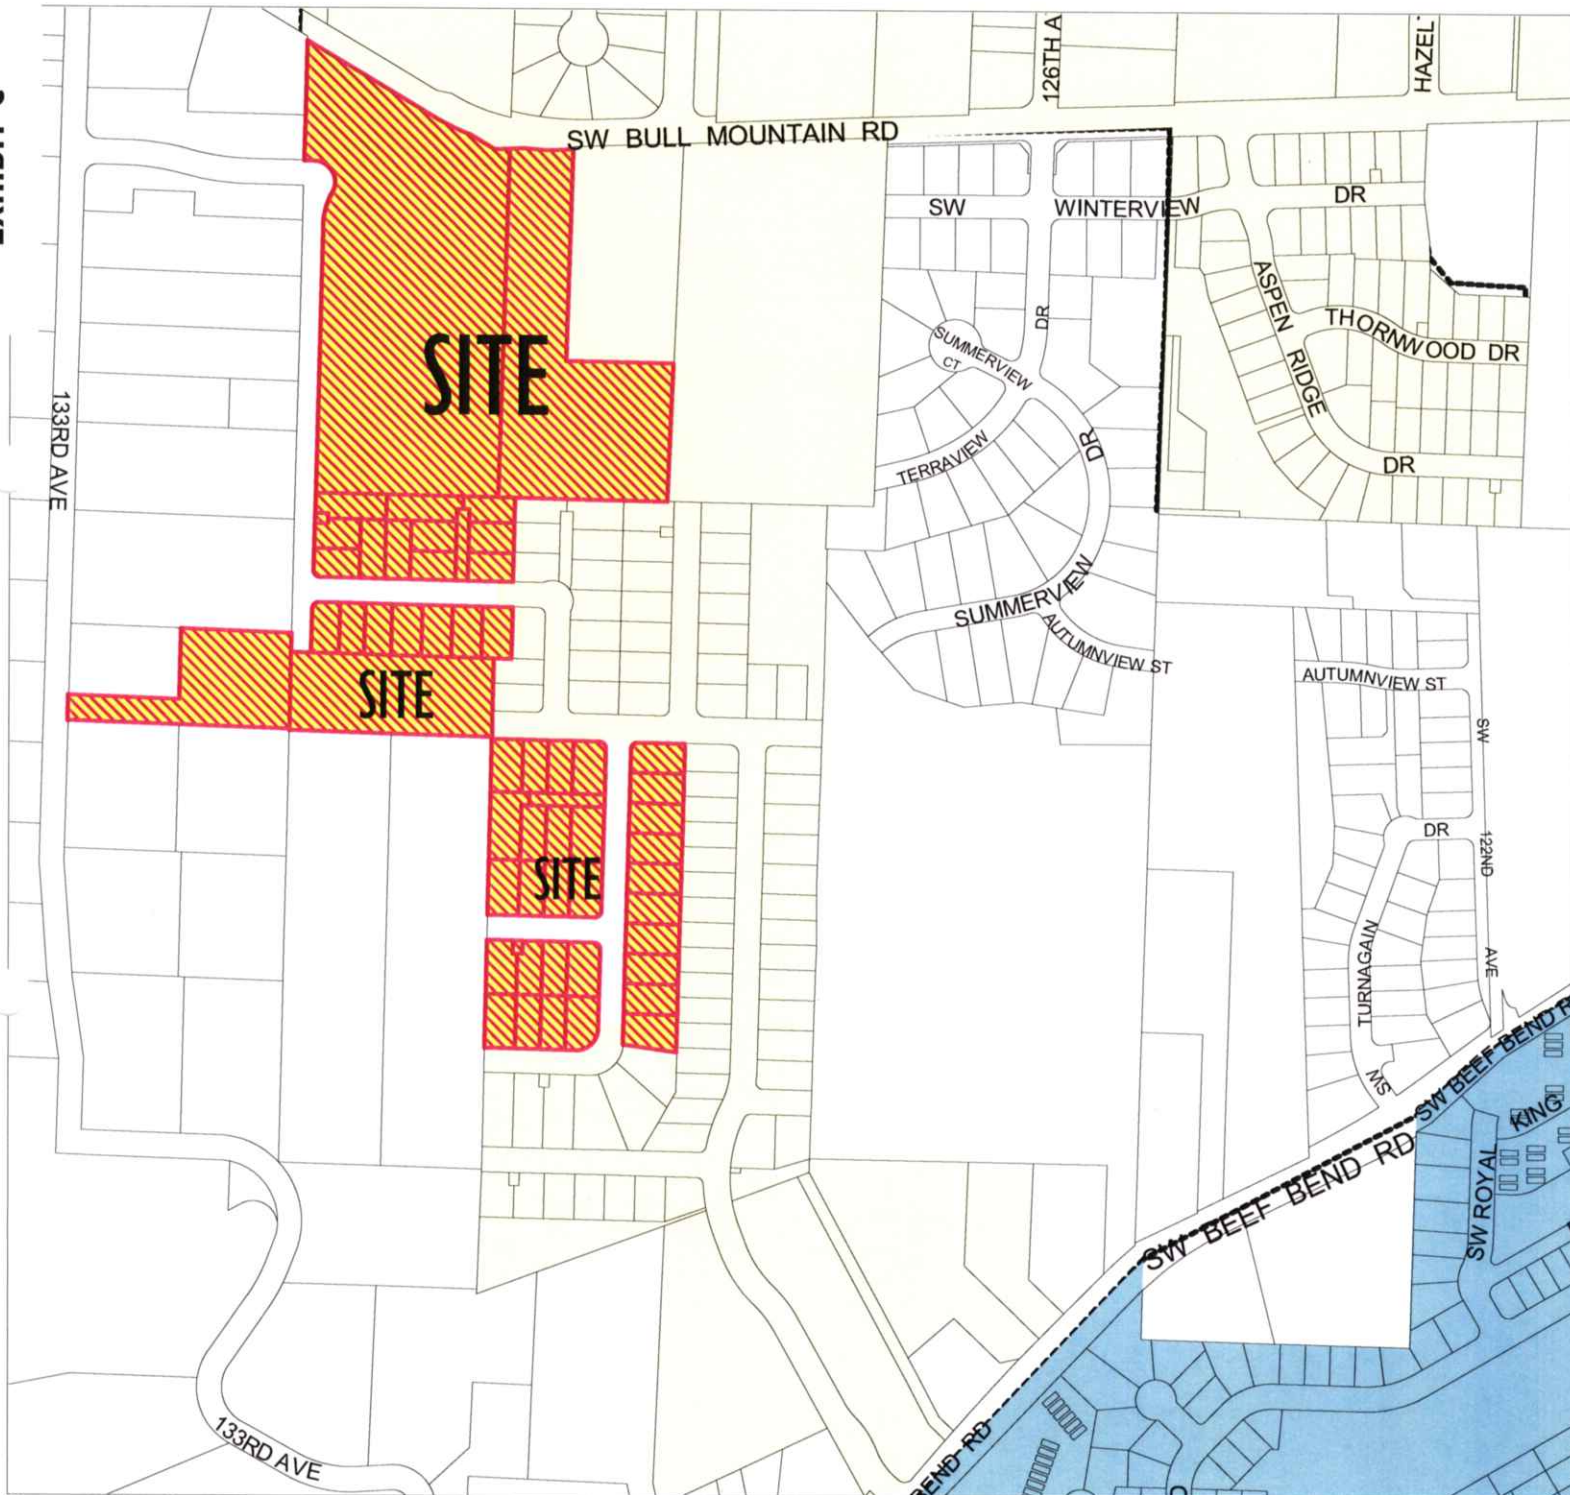 126TH A
HAZEL
SW BULL MOUNTAIN RD
SW WINTERVIEW DR
ASPEN RIDGE DR
THORNWOOD DR
DR
SUMMERVIEW
CT
SITE
133RD AVE
TERRAVIEW
DR
SUMMERVIEW
AUTUMNVIEW ST
AUTUMNVIEW ST
SITE
SW 122ND AVE
DR
SITE
TURNAGAIN
SW
SW BEEF BEND R
KING
SW ROYAL
SW BEEF BEND RD
BEND RD
133RD AVE